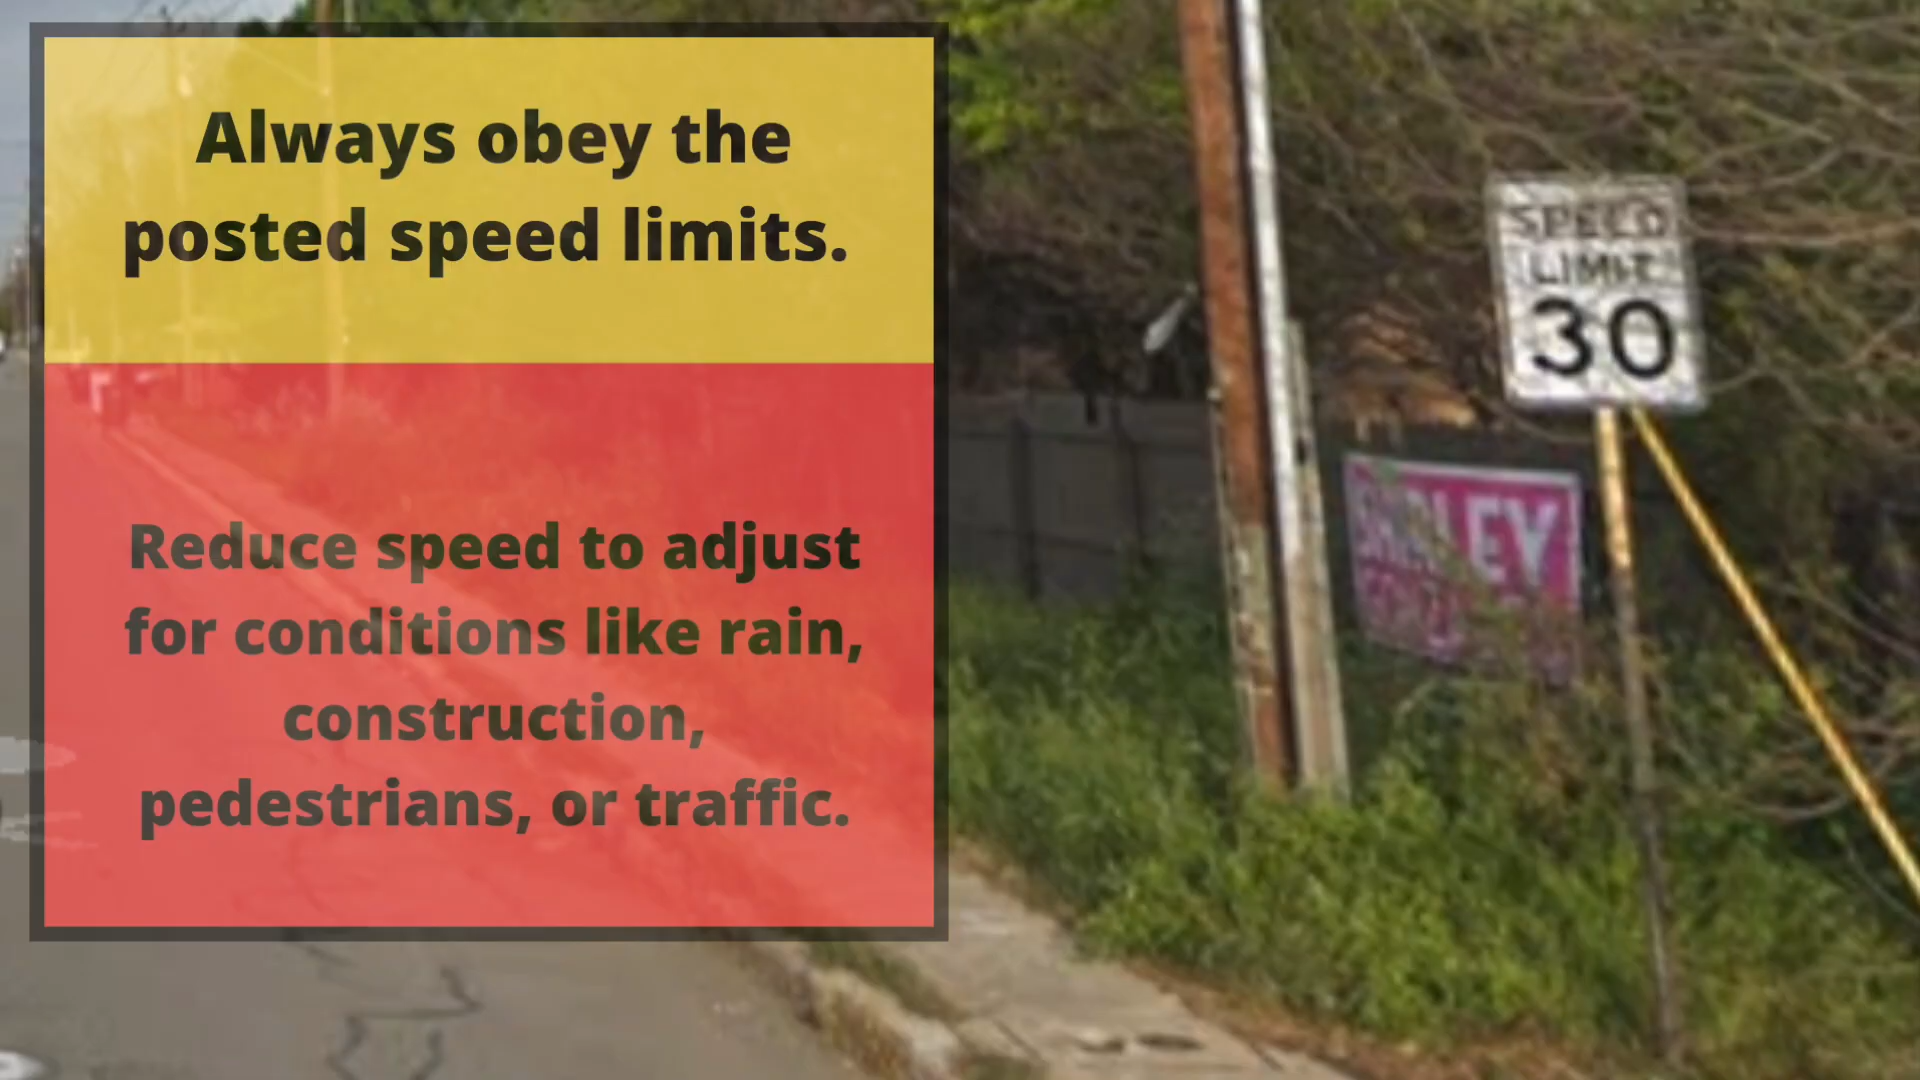 Always obey the
posted speed limits.
Reduce speed to adjust
for conditions like rain,
construction,
pedestrians, or traffic.
SPEED
LIMIT
30